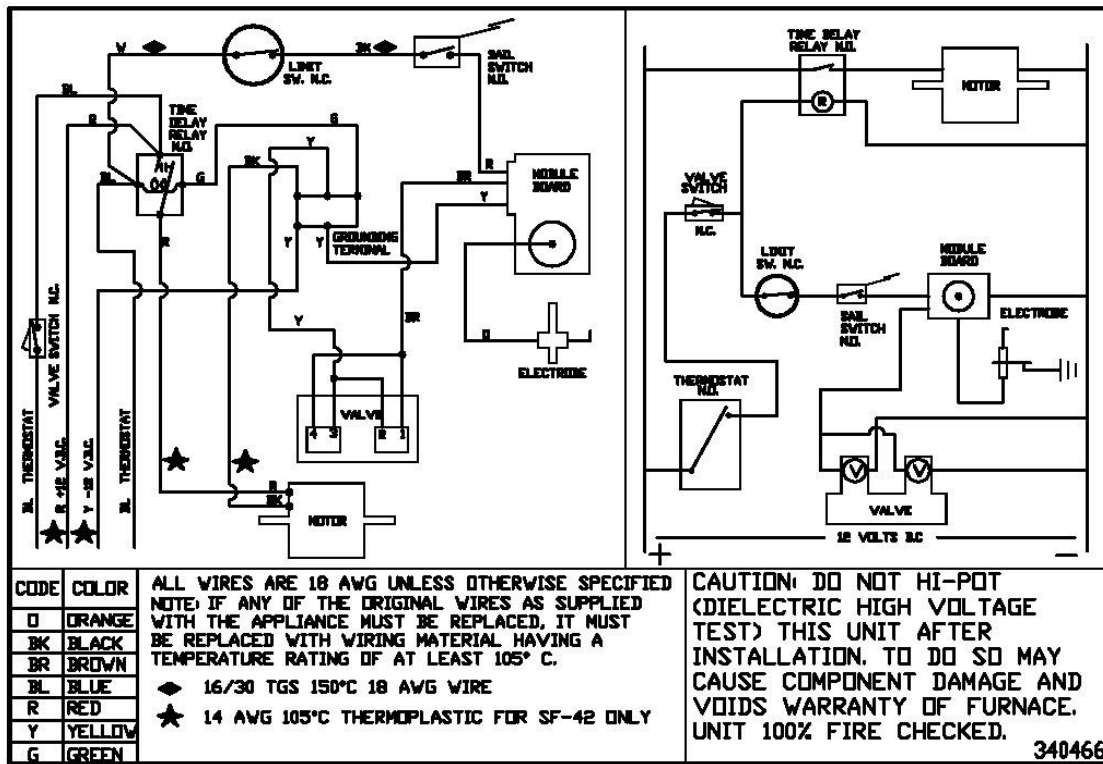 W
BK
LIMIT
SW. N.C.
SAIL
SWITCH
N.O.
BL
R
TIME
DELAY
RELAY
N.O.
G
Y
BK
BL
G
R
Y
Y
GROUNDING
TERMINAL
BR
R
Y
MODULE
BOARD
BR
Y
O
ELECTRODE
VALVE
4
3
2
1
R
BK
MOTOR
BL THERMOSTAT
VALVE SWITCH N.C.
R +12 V.D.C.
Y -12 V.D.C.
BL THERMOSTAT
TIME DELAY
RELAY N.O.
R
MOTOR
VALVE
SWITCH
N.C.
LIMIT
SW. N.C.
SAIL
SWITCH
N.O.
MODULE
BOARD
ELECTRODE
THERMOSTAT
N.O.
V
V
VALVE
12 VOLTS D.C
+
-
CODE COLOR
O ORANGE
BK BLACK
BR BROWN
BL BLUE
R RED
Y YELLOW
G GREEN
ALL WIRES ARE 18 AWG UNLESS OTHERWISE SPECIFIED
NOTE: IF ANY OF THE ORIGINAL WIRES AS SUPPLIED
WITH THE APPLIANCE MUST BE REPLACED, IT MUST
BE REPLACED WITH WIRING MATERIAL HAVING A
TEMPERATURE RATING OF AT LEAST 105° C.
16/30 TGS 150°C 18 AWG WIRE
14 AWG 105°C THERMOPLASTIC FOR SF-42 ONLY
CAUTION: DO NOT HI-POT
(DIELECTRIC HIGH VOLTAGE
TEST) THIS UNIT AFTER
INSTALLATION. TO DO SO MAY
CAUSE COMPONENT DAMAGE AND
VOIDS WARRANTY OF FURNACE.
UNIT 100% FIRE CHECKED.
340466